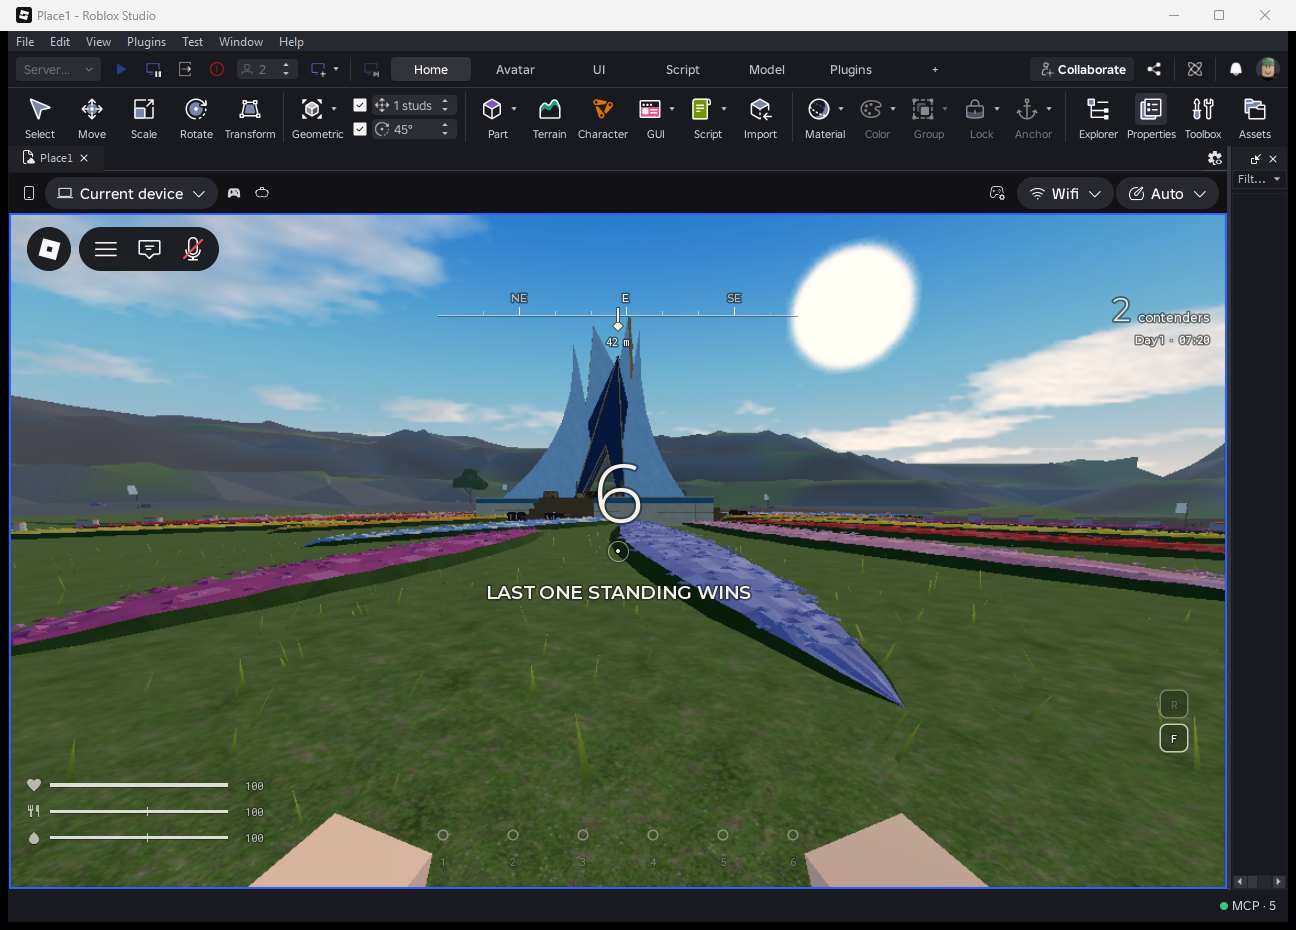 Place1 - Roblox Studio
File Edit View Plugins Test Window Help
Server... 2 Home Avatar UI Script Model Plugins + Collaborate
1 studs
45°
Select Move Scale Rotate Transform Geometric Part Terrain Character GUI Script Import Material Color Group Lock Anchor Explorer Properties Toolbox Assets
Place1
Filt...
Current device Wifi Auto
NE E SE
42 m
2 contenders
Day1 · 07:20
6
LAST ONE STANDING WINS
R
F
100
100
100
1 2 3 4 5 6
MCP · 5